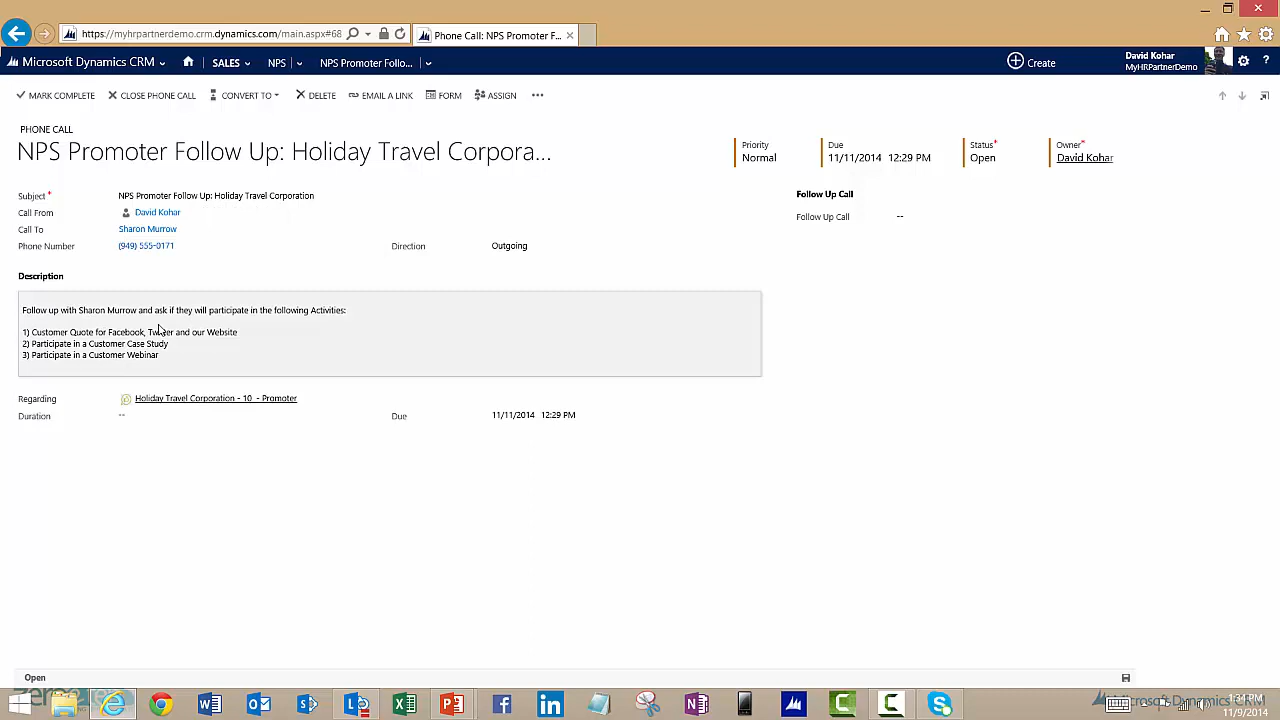 https://myhrpartnerdemo.crm.dynamics.com/main.aspx#68
Phone Call: NPS Promoter F...
Microsoft Dynamics CRM
SALES
NPS
NPS Promoter Follo...
Create
David Kohar
MyHRPartnerDemo
?
MARK COMPLETE
CLOSE PHONE CALL
CONVERT TO
DELETE
EMAIL A LINK
FORM
ASSIGN
PHONE CALL
NPS Promoter Follow Up: Holiday Travel Corpora...
Priority
Normal
Due
11/11/2014 12:29 PM
Status*
Open
Owner*
David Kohar
Subject * NPS Promoter Follow Up: Holiday Travel Corporation
Call From David Kohar
Call To Sharon Murrow
Phone Number (949) 555-0171 Direction Outgoing
Follow Up Call
Follow Up Call --
Description
Follow up with Sharon Murrow and ask if they will participate in the following Activities:
1) Customer Quote for Facebook, Twitter and our Website
2) Participate in a Customer Case Study
3) Participate in a Customer Webinar
Regarding Holiday Travel Corporation - 10 - Promoter
Duration -- Due 11/11/2014 12:29 PM
Open
Microsoft Dynamics CRM
1:34 PM
11/9/2014